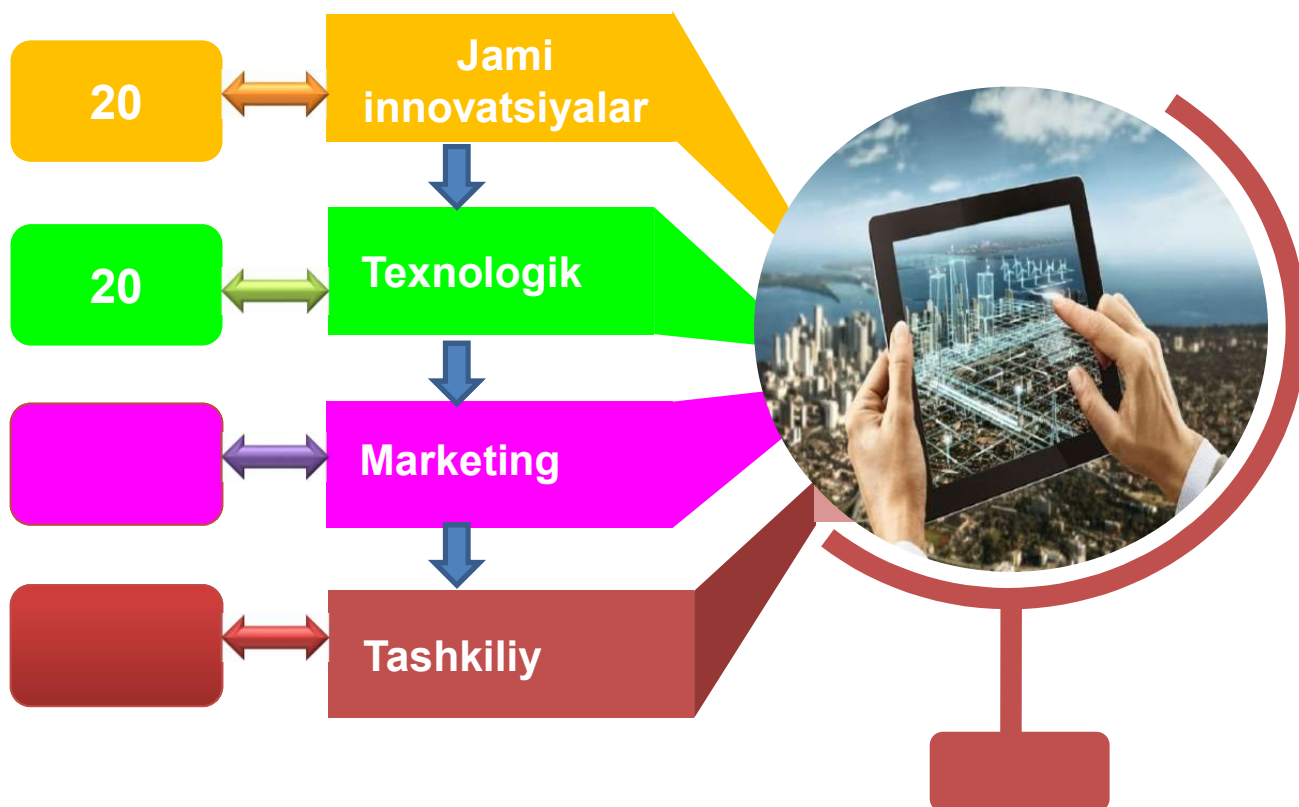 20
Jami
innovatsiyalar
20
Texnologik
Marketing
Tashkiliy